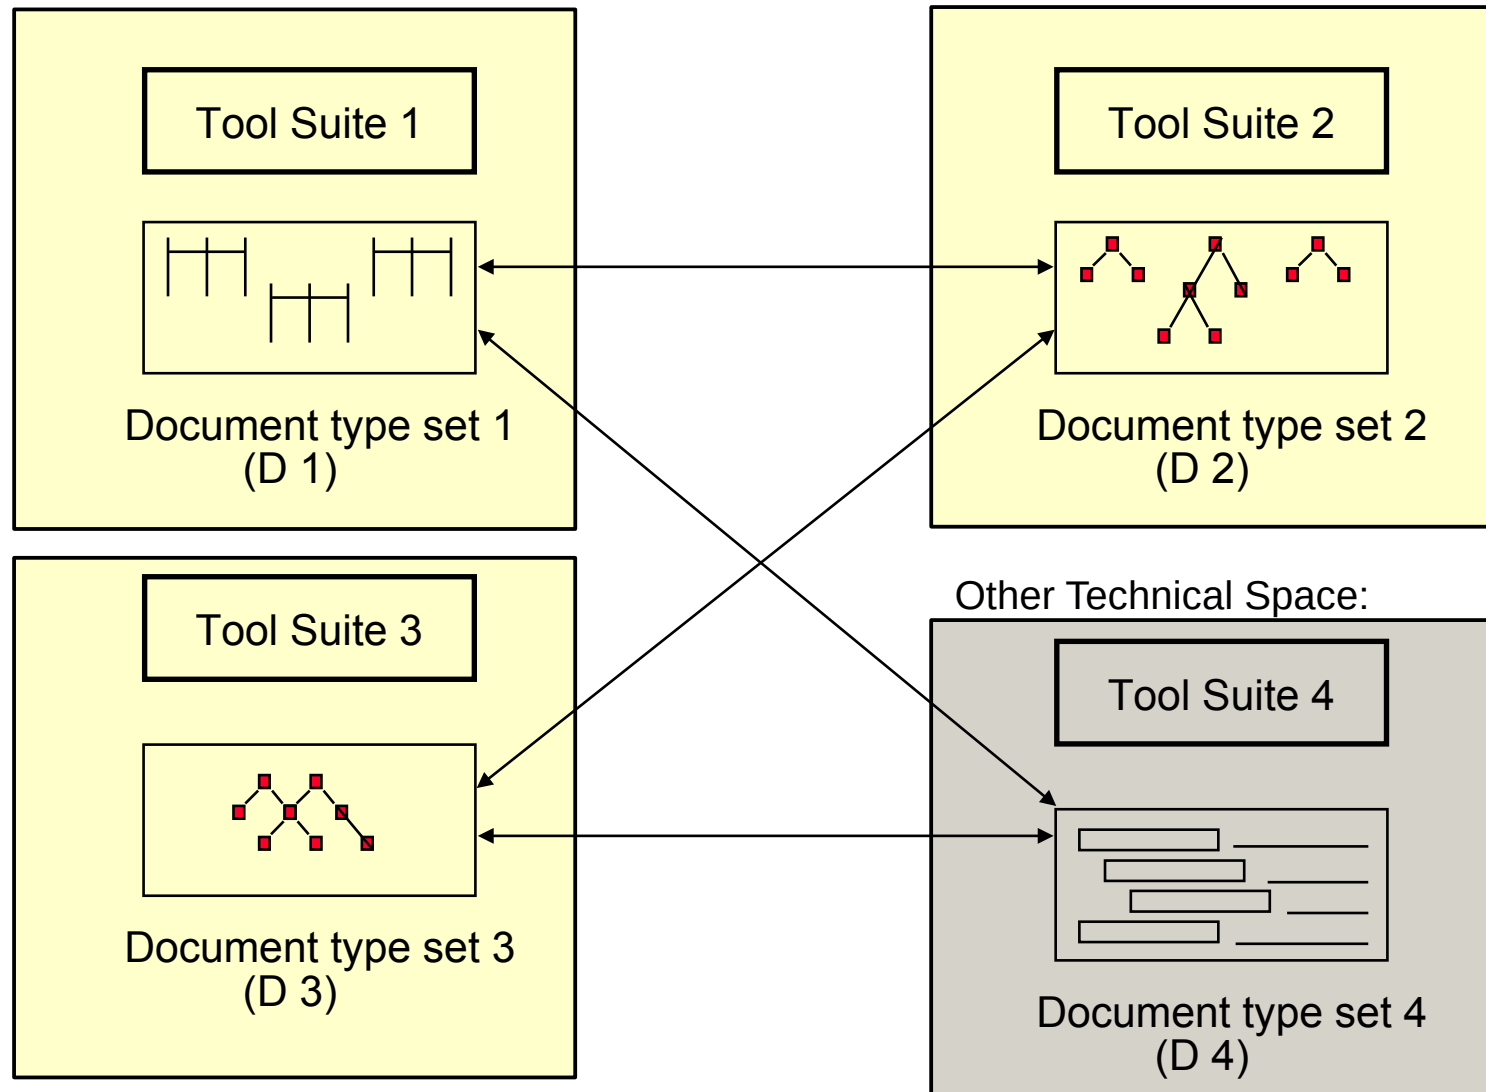 Tool Suite 1
Document type set 1
(D 1)
Tool Suite 2
Document type set 2
(D 2)
Tool Suite 3
Document type set 3
(D 3)
Other Technical Space:
Tool Suite 4
Document type set 4
(D 4)